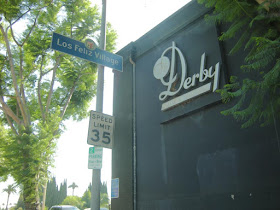 Los Feliz Village
Derby
SPEED
LIMIT
35